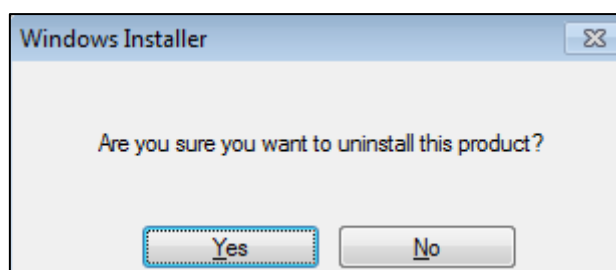 Windows Installer
Are you sure you want to uninstall this product?
Yes No